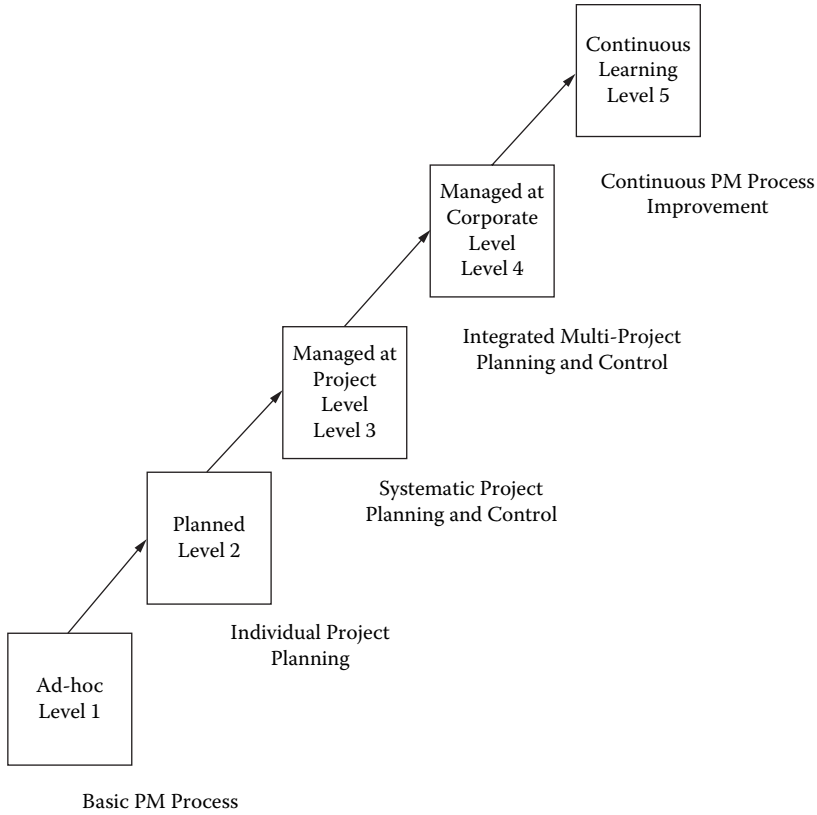 Continuous
Learning
Level 5
Continuous PM Process
Improvement
Managed at
Corporate
Level
Level 4
Integrated Multi-Project
Planning and Control
Managed at
Project
Level
Level 3
Systematic Project
Planning and Control
Planned
Level 2
Individual Project
Planning
Ad-hoc
Level 1
Basic PM Process